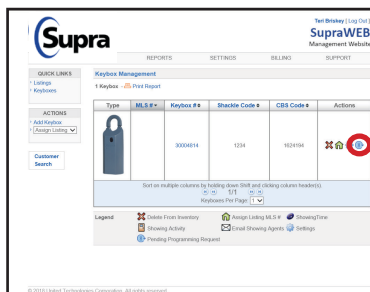 Supra
Teri Briskey [ Log Out ]
SupraWEB
Management Website
REPORTS SETTINGS BILLING SUPPORT
QUICK LINKS
Listings
Keyboxes
ACTIONS
Add Keybox
Assign Listing
Customer Search
Keybox Management
1 Keybox - Print Report
Type MLS # Keybox # Shackle Code CBS Code Actions
30004614 1234 1624194
Sort on multiple columns by holding down Shift and clicking column header(s)
1/1
Keyboxes Per Page: 1
Legend Delete From Inventory Assign Listing MLS # ShowingTime
Showing Activity Email Showing Agents Settings
Pending Programming Request
© 2015 United Technologies Corporation. All rights reserved.